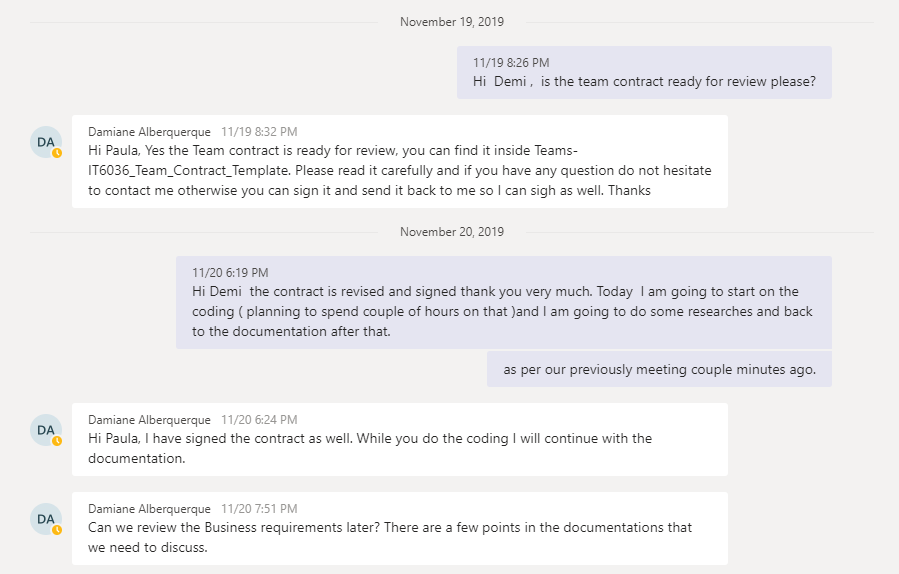 November 19, 2019
11/19 8:26 PM
Hi Demi , is the team contract ready for review please?
DA
Damiane Alberquerque 11/19 8:32 PM
Hi Paula, Yes the Team contract is ready for review, you can find it inside Teams-
IT6036_Team_Contract_Template. Please read it carefully and if you have any question do not hesitate
to contact me otherwise you can sign it and send it back to me so I can sigh as well. Thanks
November 20, 2019
11/20 6:19 PM
Hi Demi the contract is revised and signed thank you very much. Today I am going to start on the
coding ( planning to spend couple of hours on that )and I am going to do some researches and back
to the documentation after that.
as per our previously meeting couple minutes ago.
DA
Damiane Alberquerque 11/20 6:24 PM
Hi Paula, I have signed the contract as well. While you do the coding I will continue with the
documentation.
DA
Damiane Alberquerque 11/20 7:51 PM
Can we review the Business requirements later? There are a few points in the documentations that
we need to discuss.